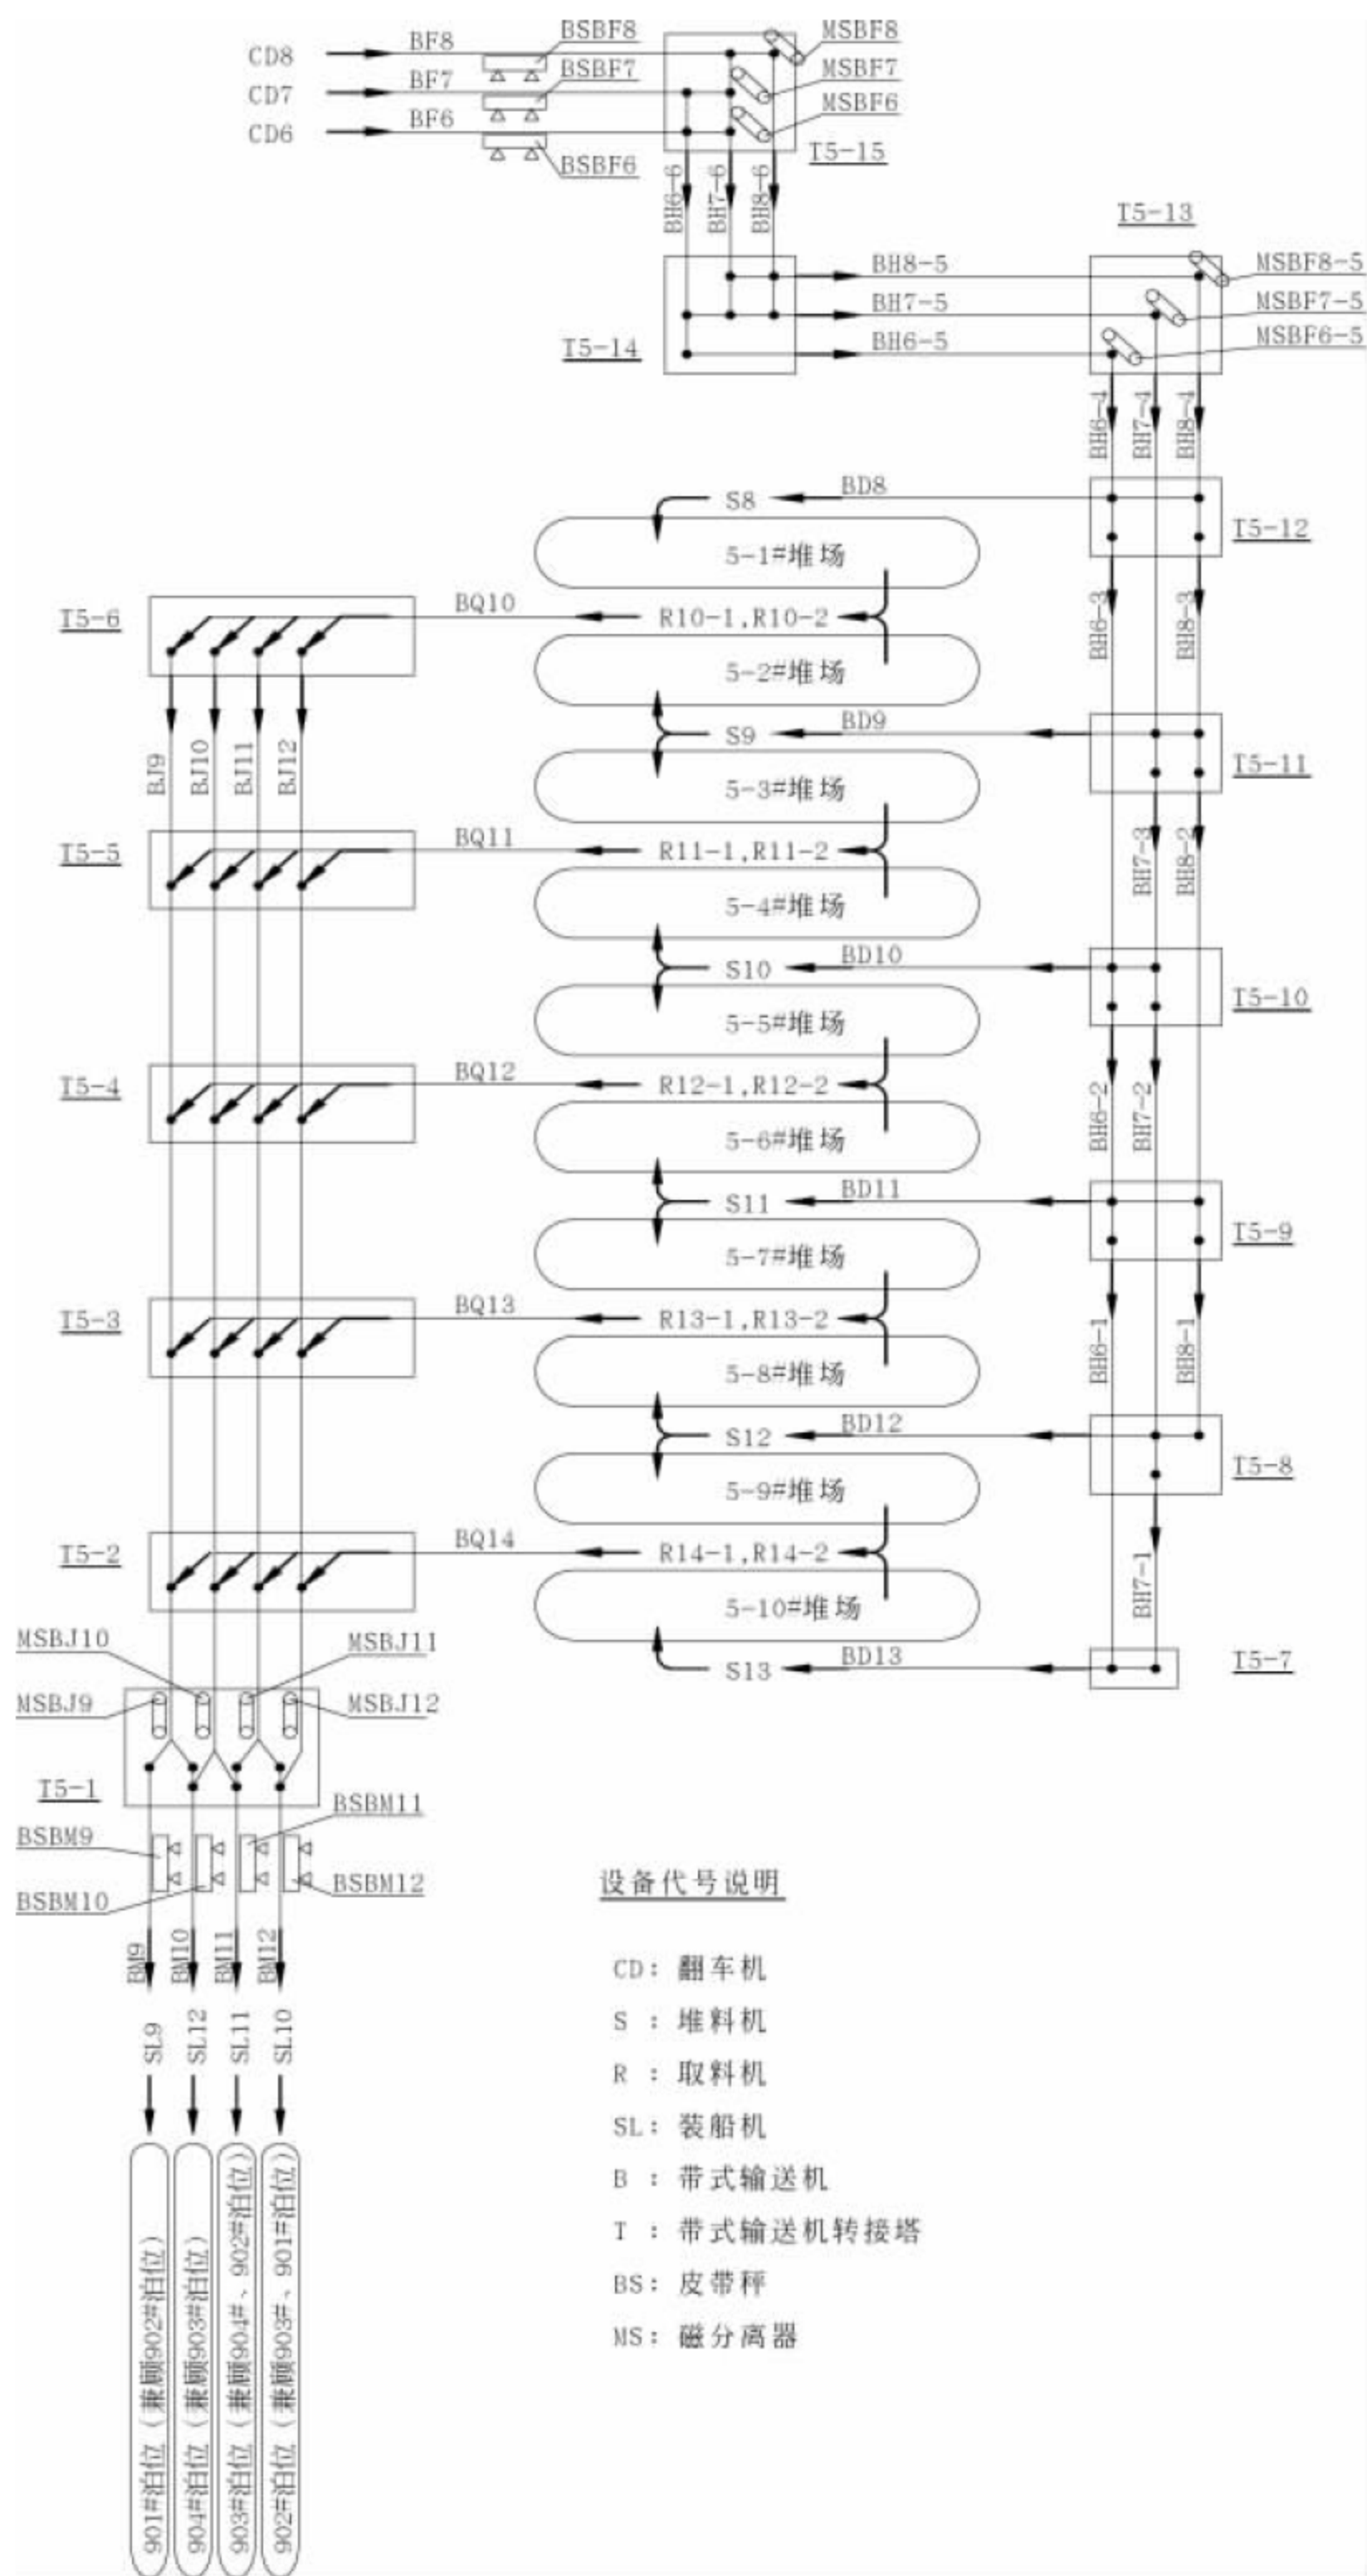 CD8
BF8
BSBF8
MSBF8
CD7
BF7
BSBF7
MSBF7
CD6
BF6
BSBF6
MSBF6
T5-15
BH6-6
BH7-6
BH8-6
T5-13
BH8-5
MSBF8-5
BH7-5
MSBF7-5
BH6-5
MSBF6-5
T5-14
BH6-4
BH7-4
BH8-4
S8
BD8
T5-12
5-1#堆场
T5-6
BQ10
R10-1,R10-2
BH6-3
BH8-3
5-2#堆场
BJ9
BJ10
BJ11
BJ12
S9
BD9
T5-11
5-3#堆场
T5-5
BQ11
R11-1,R11-2
BH7-3
BH8-2
5-4#堆场
S10
BD10
T5-10
5-5#堆场
T5-4
BQ12
R12-1,R12-2
BH6-2
BH7-2
5-6#堆场
S11
BD11
T5-9
5-7#堆场
T5-3
BQ13
R13-1,R13-2
BH6-1
BH8-1
5-8#堆场
S12
BD12
T5-8
5-9#堆场
T5-2
BQ14
R14-1,R14-2
BH7-1
5-10#堆场
S13
BD13
T5-7
MSBJ10
MSBJ11
MSBJ9
MSBJ12
T5-1
BSBM11
BSBM9
BSBM12
BSBM10
BM9
BM10
BM11
BM12
SL9
SL12
SL11
SL10
901#泊位（兼顾902#泊位）
904#泊位（兼顾903#泊位）
903#泊位（兼顾904#、902#泊位）
902#泊位（兼顾903#、901#泊位）
设备代号说明
CD: 翻车机
S : 堆料机
R : 取料机
SL: 装船机
B : 带式输送机
T : 带式输送机转接塔
BS: 皮带秤
MS: 磁分离器